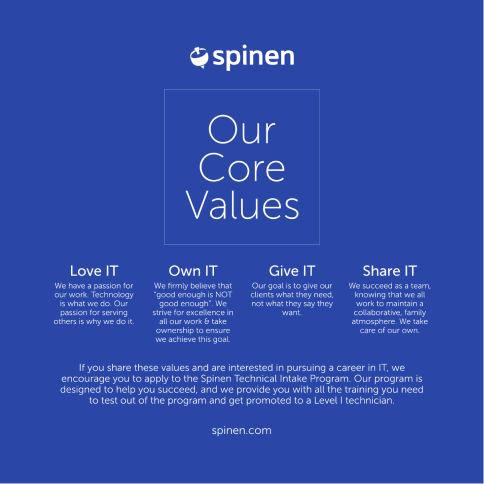 spinen
Our
Core
Values
Love IT
We have a passion for
our work. Technology
is what we do. Our
passion for serving
others is why we do it.
Own IT
We firmly believe that
"good enough is NOT
good enough". We
strive for excellence in
all our work & take
ownership to ensure
we achieve this goal.
Give IT
Our goal is to give our
clients what they need,
not what they say they
want.
Share IT
We succeed as a team,
knowing that we all
work to maintain a
collaborative, family
atmosphere. We take
care of our own.
If you share these values and are interested in pursuing a career in IT, we
encourage you to apply to the Spinen Technical Intake Program. Our program is
designed to help you succeed, and we provide you with all the training you need
to test out of the program and get promoted to a Level I technician.
spinen.com